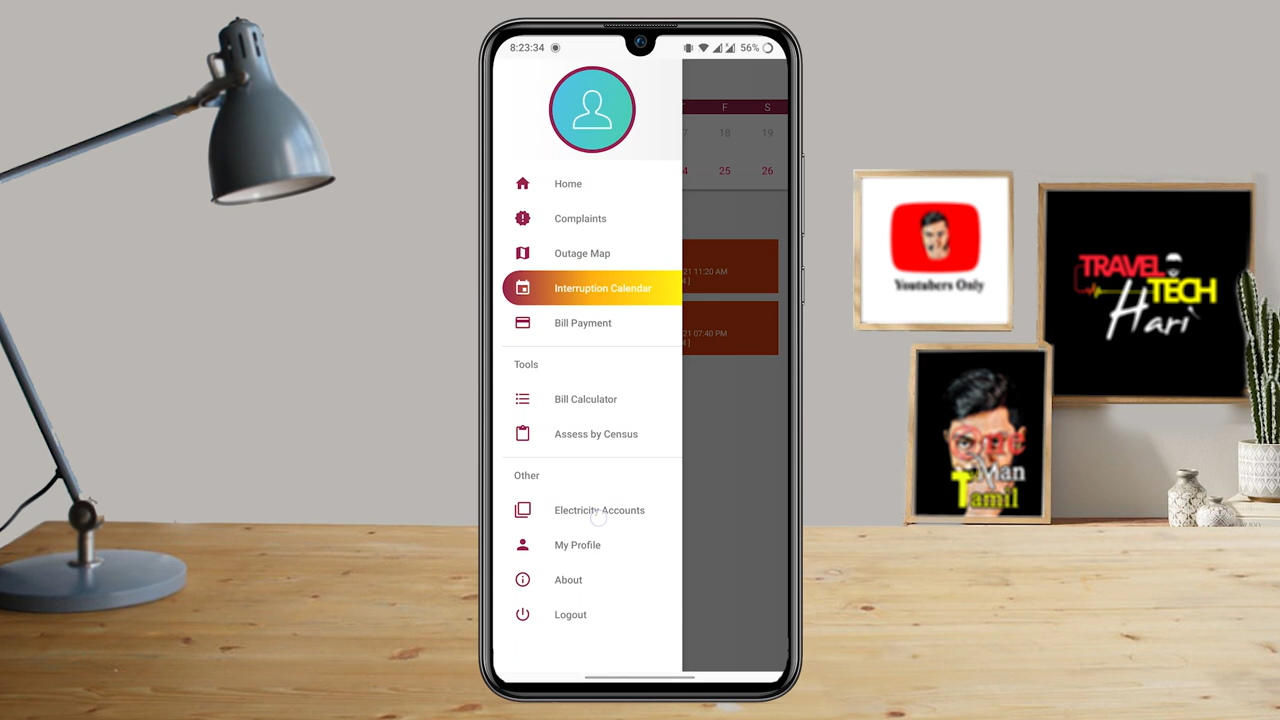 8:23:34
56%
F
S
18
19
25
26
Home
Complaints
Outage Map
Interruption Calendar
Bill Payment
Tools
Bill Calculator
Assess by Census
Other
Electricity Accounts
My Profile
About
Logout
21 11:20 AM
21 07:40 PM
Youtubers Only
TRAVEL
TECH
Hari
One
Man
Tamil